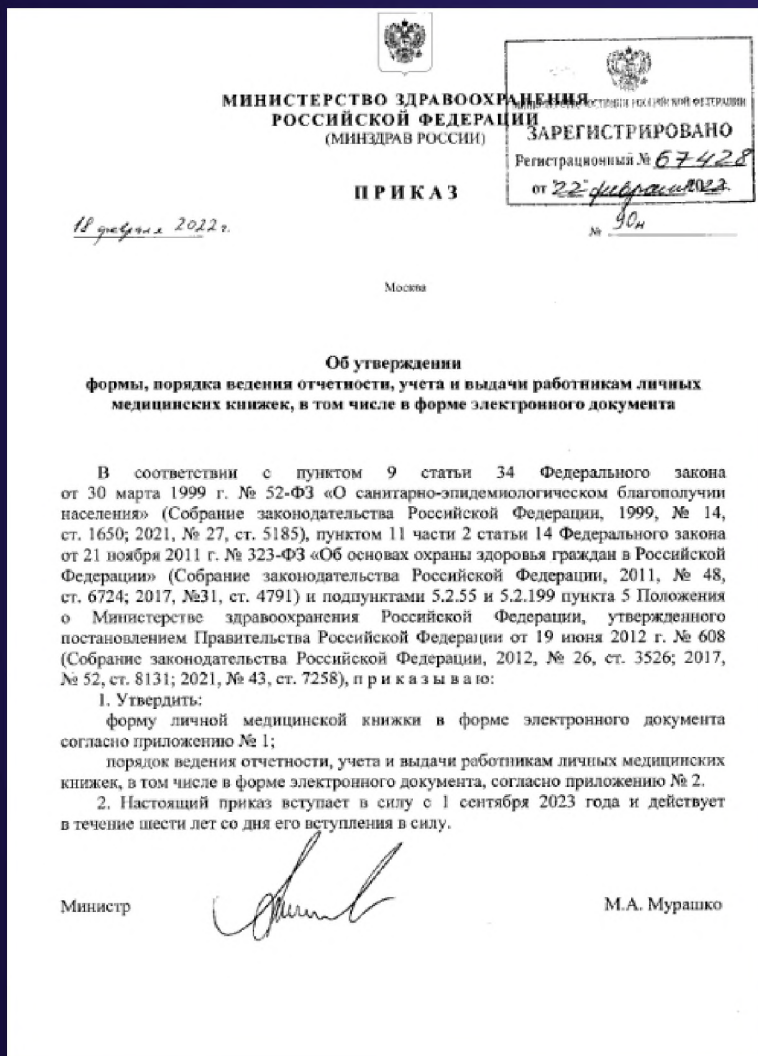 МИНИСТЕРСТВО ЗДРАВООХРАНЕНИЯ
РОССИЙСКОЙ ФЕДЕРАЦИИ
(МИНЗДРАВ РОССИИ)
РОССИЙСКОЙ ФЕДЕРАЦИИ
ЗАРЕГИСТРИРОВАНО
Регистрационный № 67428
от "22" февраля 2022.
ПРИКАЗ
18 февраля 2022 г.
№ 90н
Москва
Об утверждении
формы, порядка ведения отчетности, учета и выдачи работникам личных
медицинских книжек, в том числе в форме электронного документа
В соответствии с пунктом 9 статьи 34 Федерального закона
от 30 марта 1999 г. № 52-ФЗ «О санитарно-эпидемиологическом благополучии
населения» (Собрание законодательства Российской Федерации, 1999, № 14,
ст. 1650; 2021, № 27, ст. 5185), пунктом 11 части 2 статьи 14 Федерального закона
от 21 ноября 2011 г. № 323-ФЗ «Об основах охраны здоровья граждан в Российской
Федерации» (Собрание законодательства Российской Федерации, 2011, № 48,
ст. 6724; 2017, №31, ст. 4791) и подпунктами 5.2.55 и 5.2.199 пункта 5 Положения
о Министерстве здравоохранения Российской Федерации, утвержденного
постановлением Правительства Российской Федерации от 19 июня 2012 г. № 608
(Собрание законодательства Российской Федерации, 2012, № 26, ст. 3526; 2017,
№ 52, ст. 8131; 2021, № 43, ст. 7258), п р и к а з ы в а ю:
1. Утвердить:
форму личной медицинской книжки в форме электронного документа
согласно приложению № 1;
порядок ведения отчетности, учета и выдачи работникам личных медицинских
книжек, в том числе в форме электронного документа, согласно приложению № 2.
2. Настоящий приказ вступает в силу с 1 сентября 2023 года и действует
в течение шести лет со дня его вступления в силу.
Министр
М.А. Мурашко